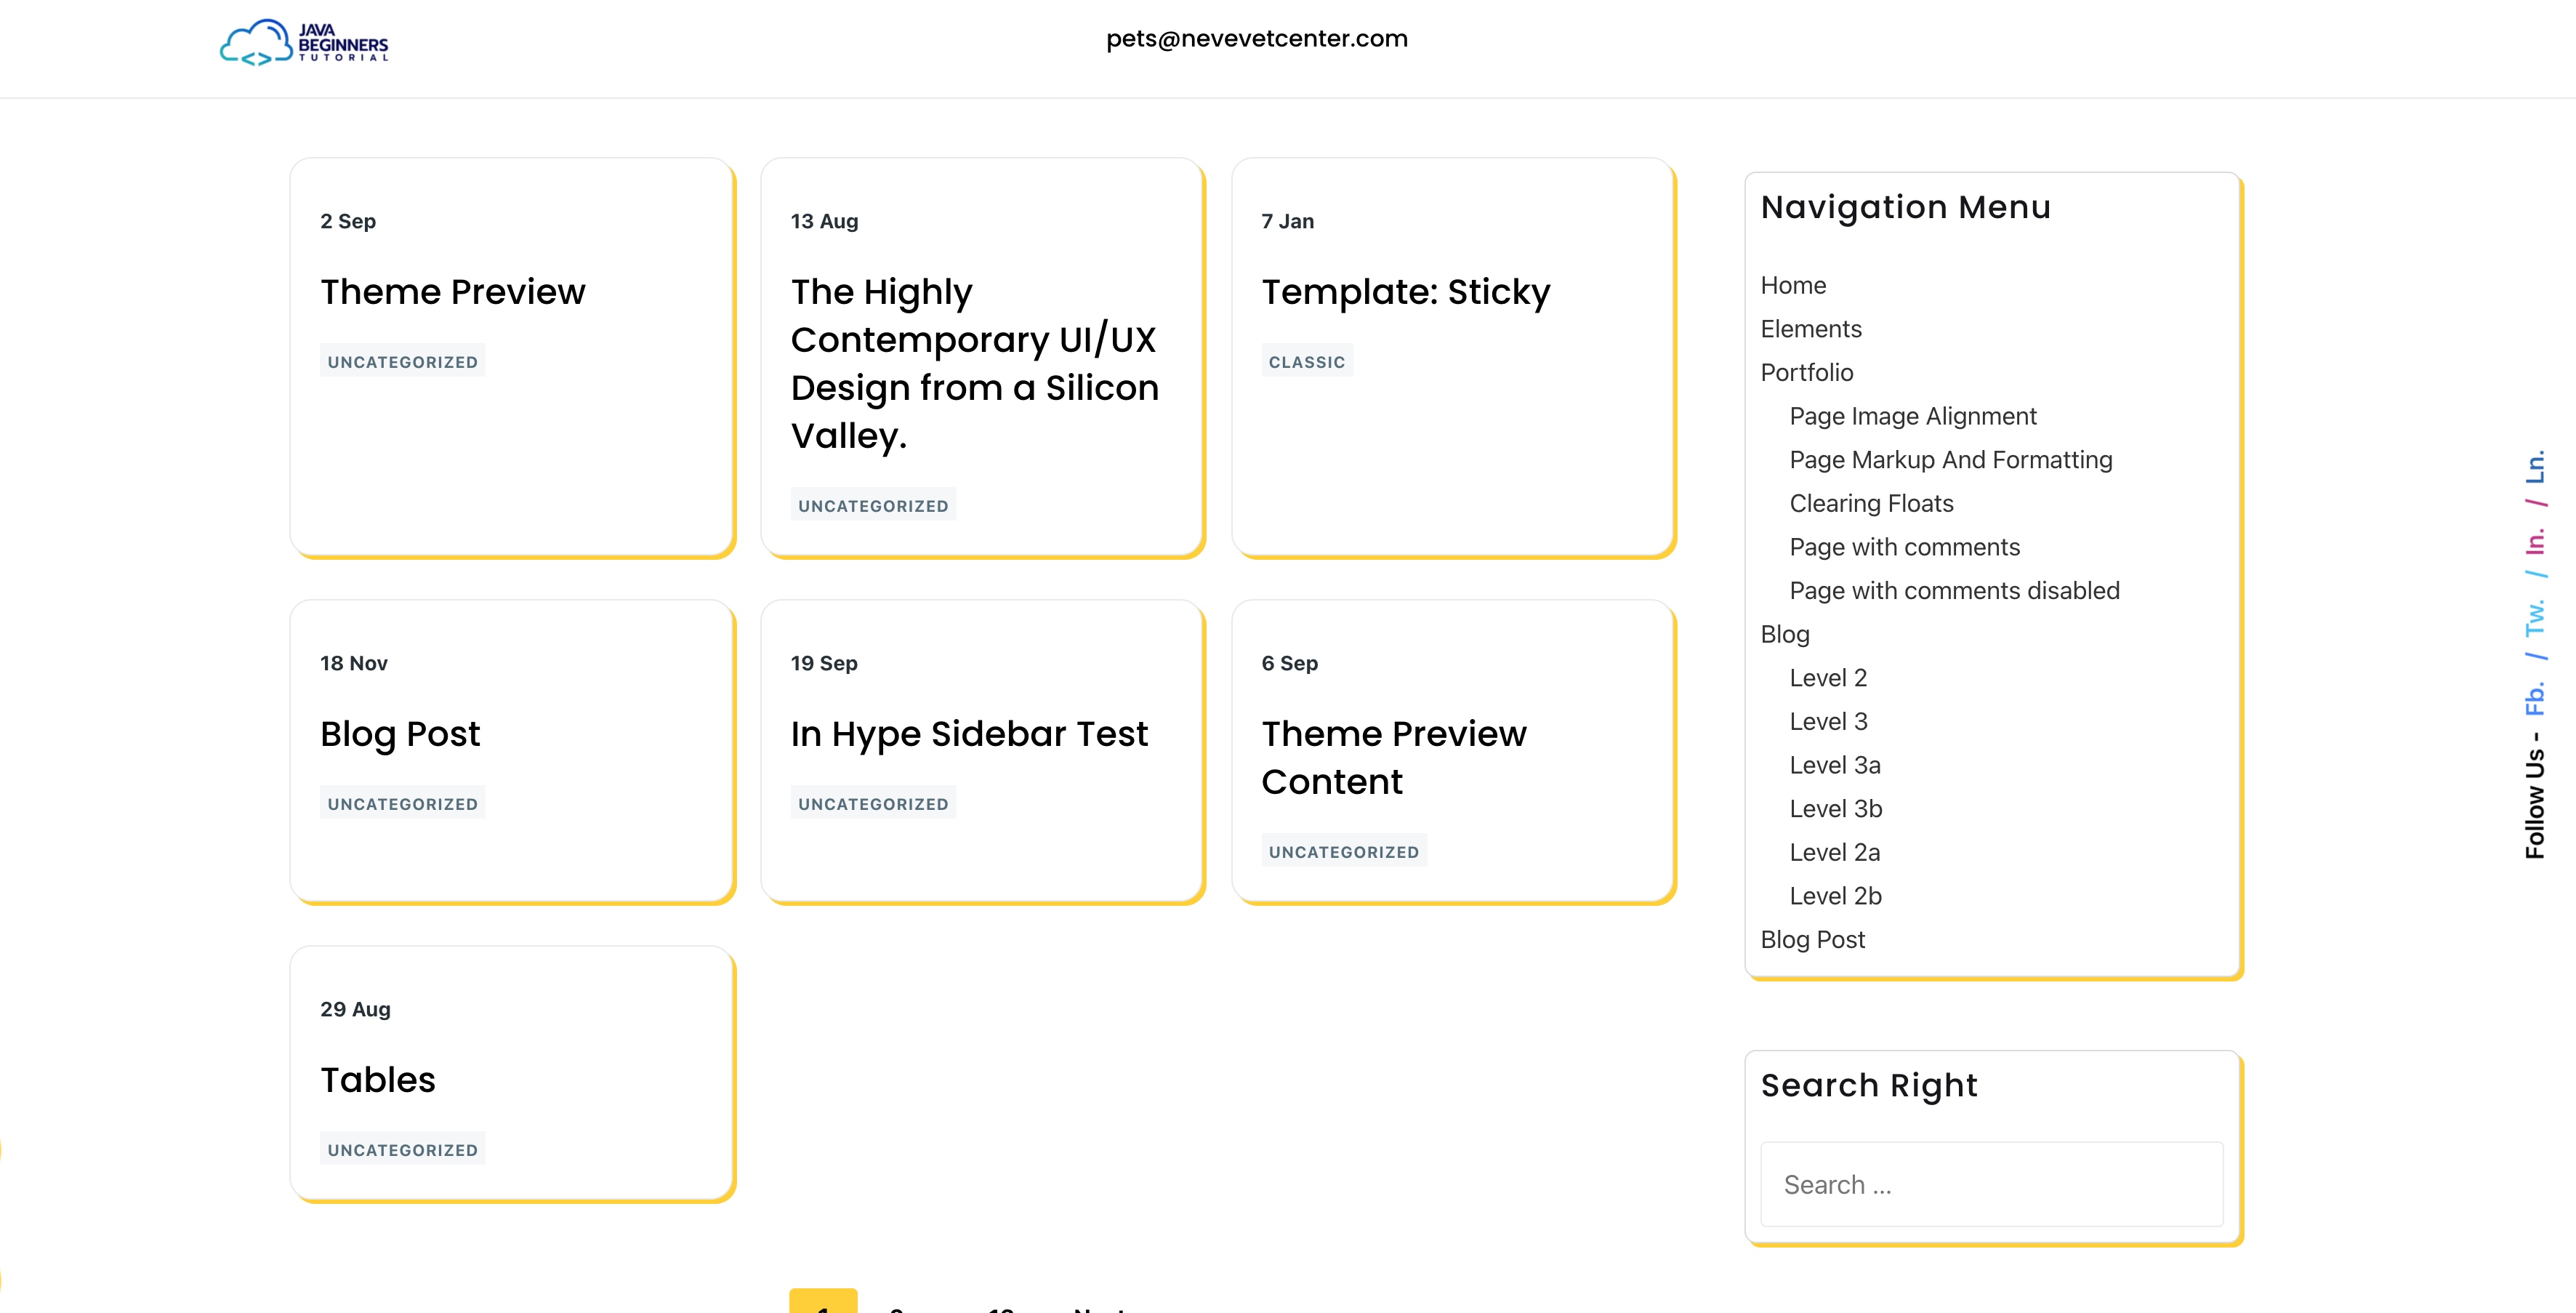 JAVA
BEGINNERS
TUTORIAL
pets@nevevetcenter.com
2 Sep
Theme Preview
UNCATEGORIZED
13 Aug
The Highly
Contemporary UI/UX
Design from a Silicon
Valley.
UNCATEGORIZED
7 Jan
Template: Sticky
CLASSIC
18 Nov
Blog Post
UNCATEGORIZED
19 Sep
In Hype Sidebar Test
UNCATEGORIZED
6 Sep
Theme Preview
Content
UNCATEGORIZED
29 Aug
Tables
UNCATEGORIZED
Navigation Menu
Home
Elements
Portfolio
Page Image Alignment
Page Markup And Formatting
Clearing Floats
Page with comments
Page with comments disabled
Blog
Level 2
Level 3
Level 3a
Level 3b
Level 2a
Level 2b
Blog Post
Search Right
Search ...
Follow Us - Fb. / Tw. / In. / Ln.